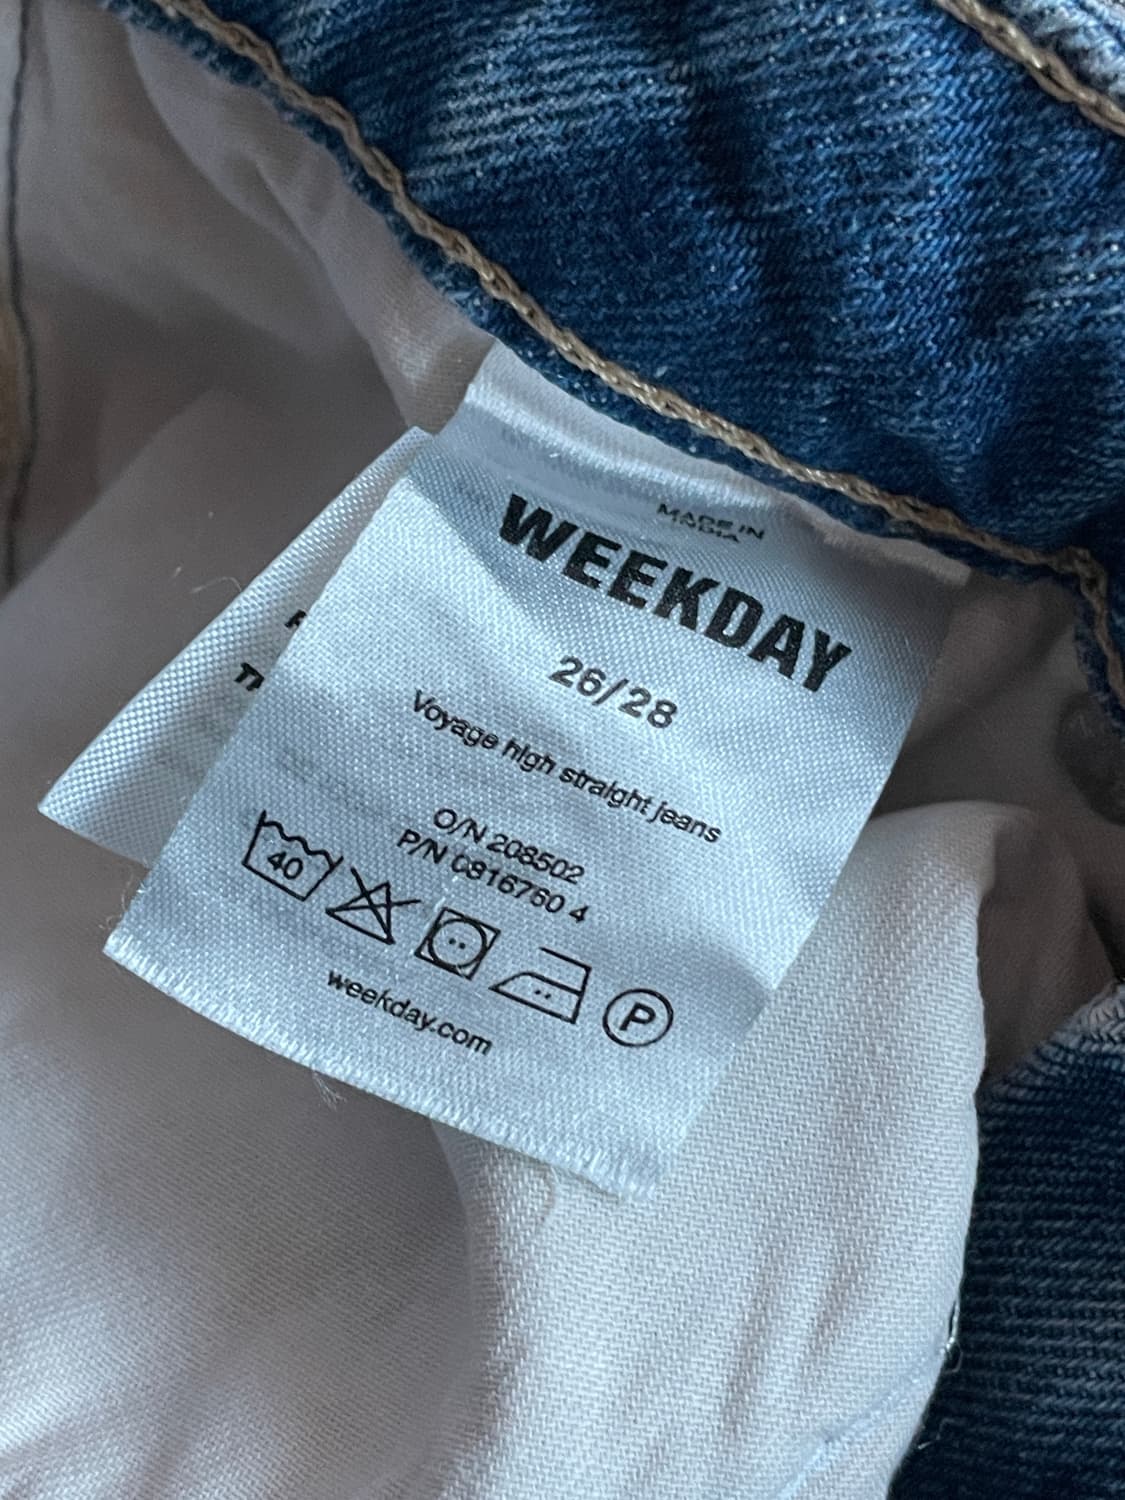 MADE IN
INDIA
WEEKDAY
26/28
Voyage high straight jeans
O/N 208502
P/N 0816760 4
40
P
weekday.com